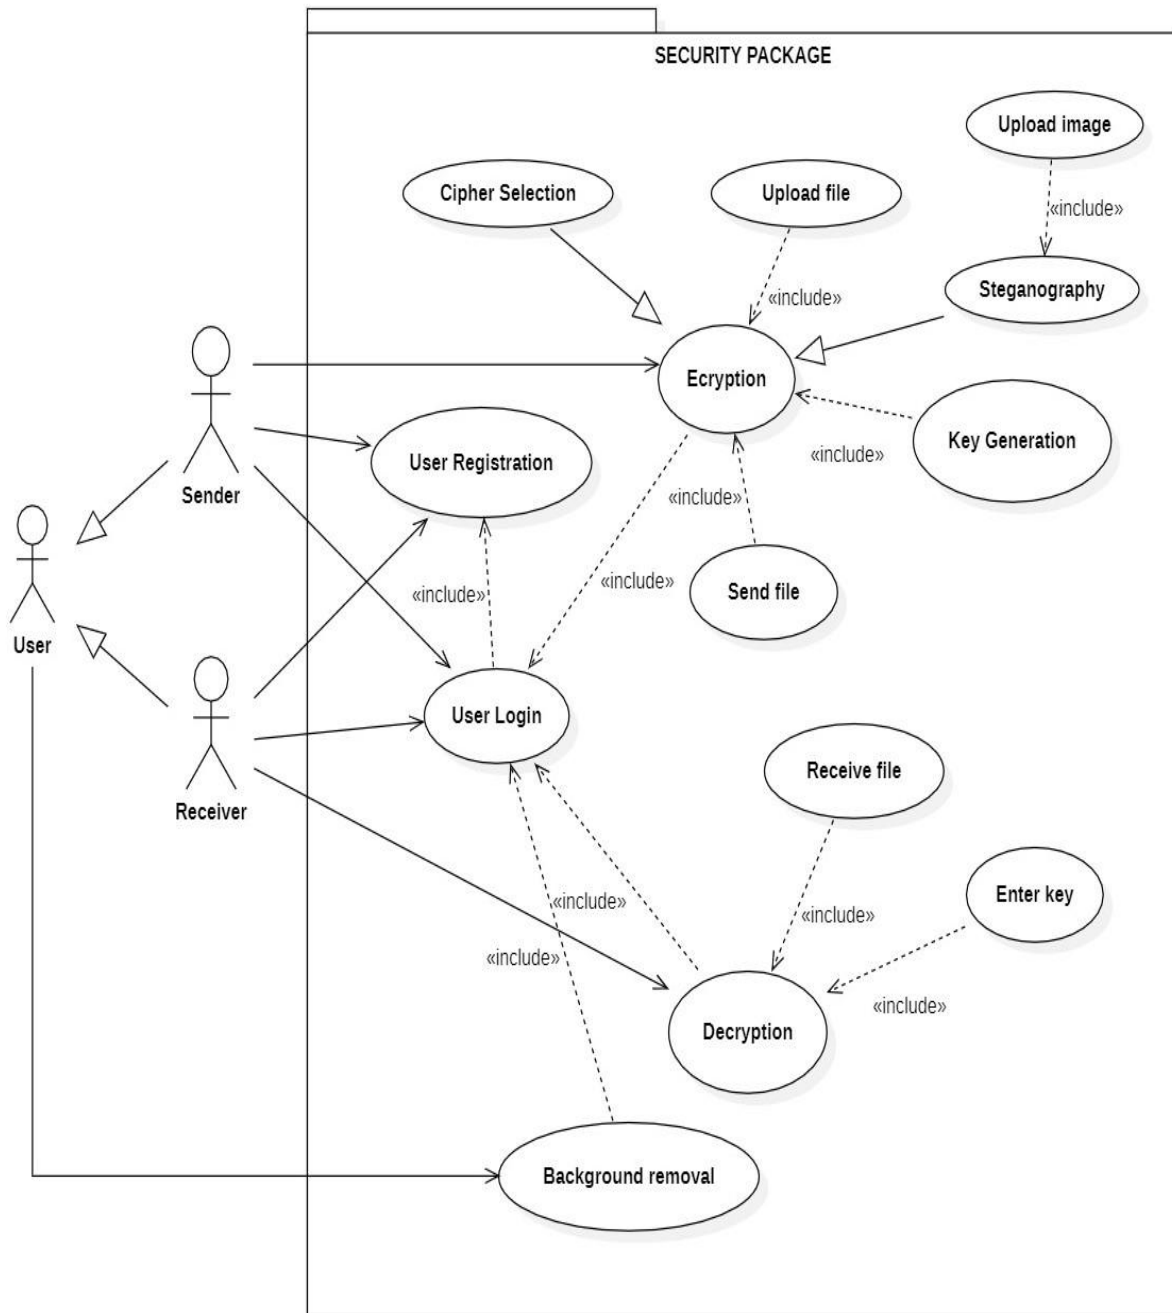 SECURITY PACKAGE
Upload image
Cipher Selection
Upload file
«include»
Steganography
«include»
Ecryption
Sender
User Registration
Key Generation
«include»
«include»
User
«include»
«include»
Send file
Receiver
User Login
Receive file
Enter key
«include»
«include»
«include»
«include»
Decryption
Background removal